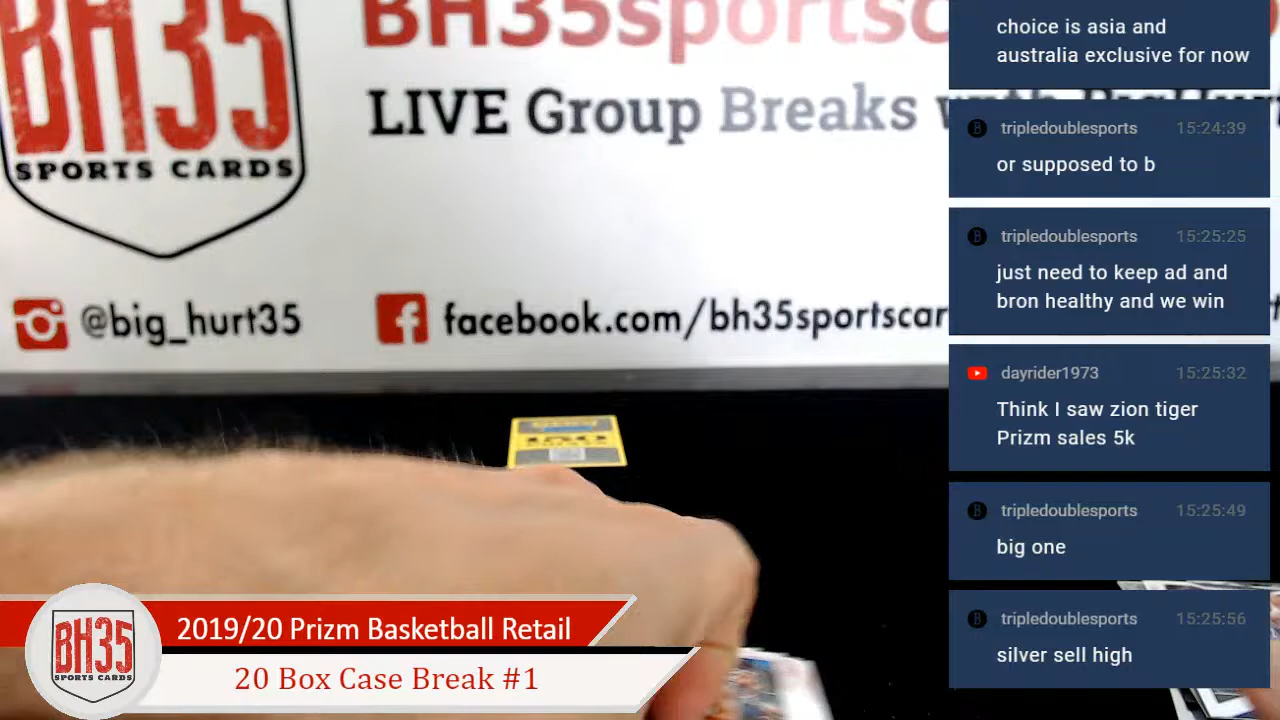 BH35
SPORTS CARDS
BH35sportsc
LIVE Group Breaks
@big_hurt35
facebook.com/bh35sportscar
choice is asia and
australia exclusive for now
tripledoublesports 15:24:39
or supposed to b
tripledoublesports 15:25:25
just need to keep ad and
bron healthy and we win
dayrider1973 15:25:32
Think I saw zion tiger
Prizm sales 5k
tripledoublesports 15:25:49
big one
tripledoublesports 15:25:56
silver sell high
150
BH35
SPORTS CARDS
2019/20 Prizm Basketball Retail
20 Box Case Break #1